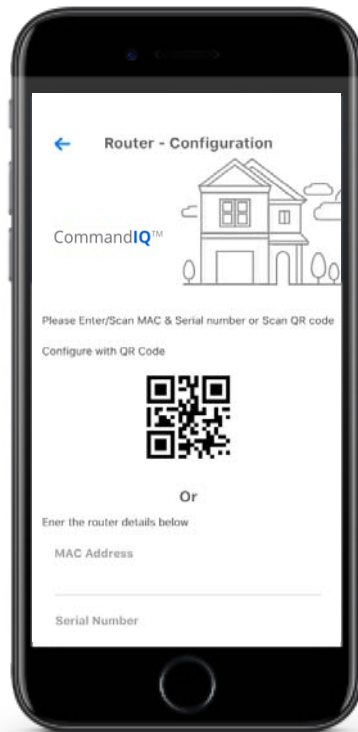 Router - Configuration
CommandIQ™
Please Enter/Scan MAC & Serial number or Scan QR code
Configure with QR Code
Or
Ener the router details below
MAC Address
Serial Number